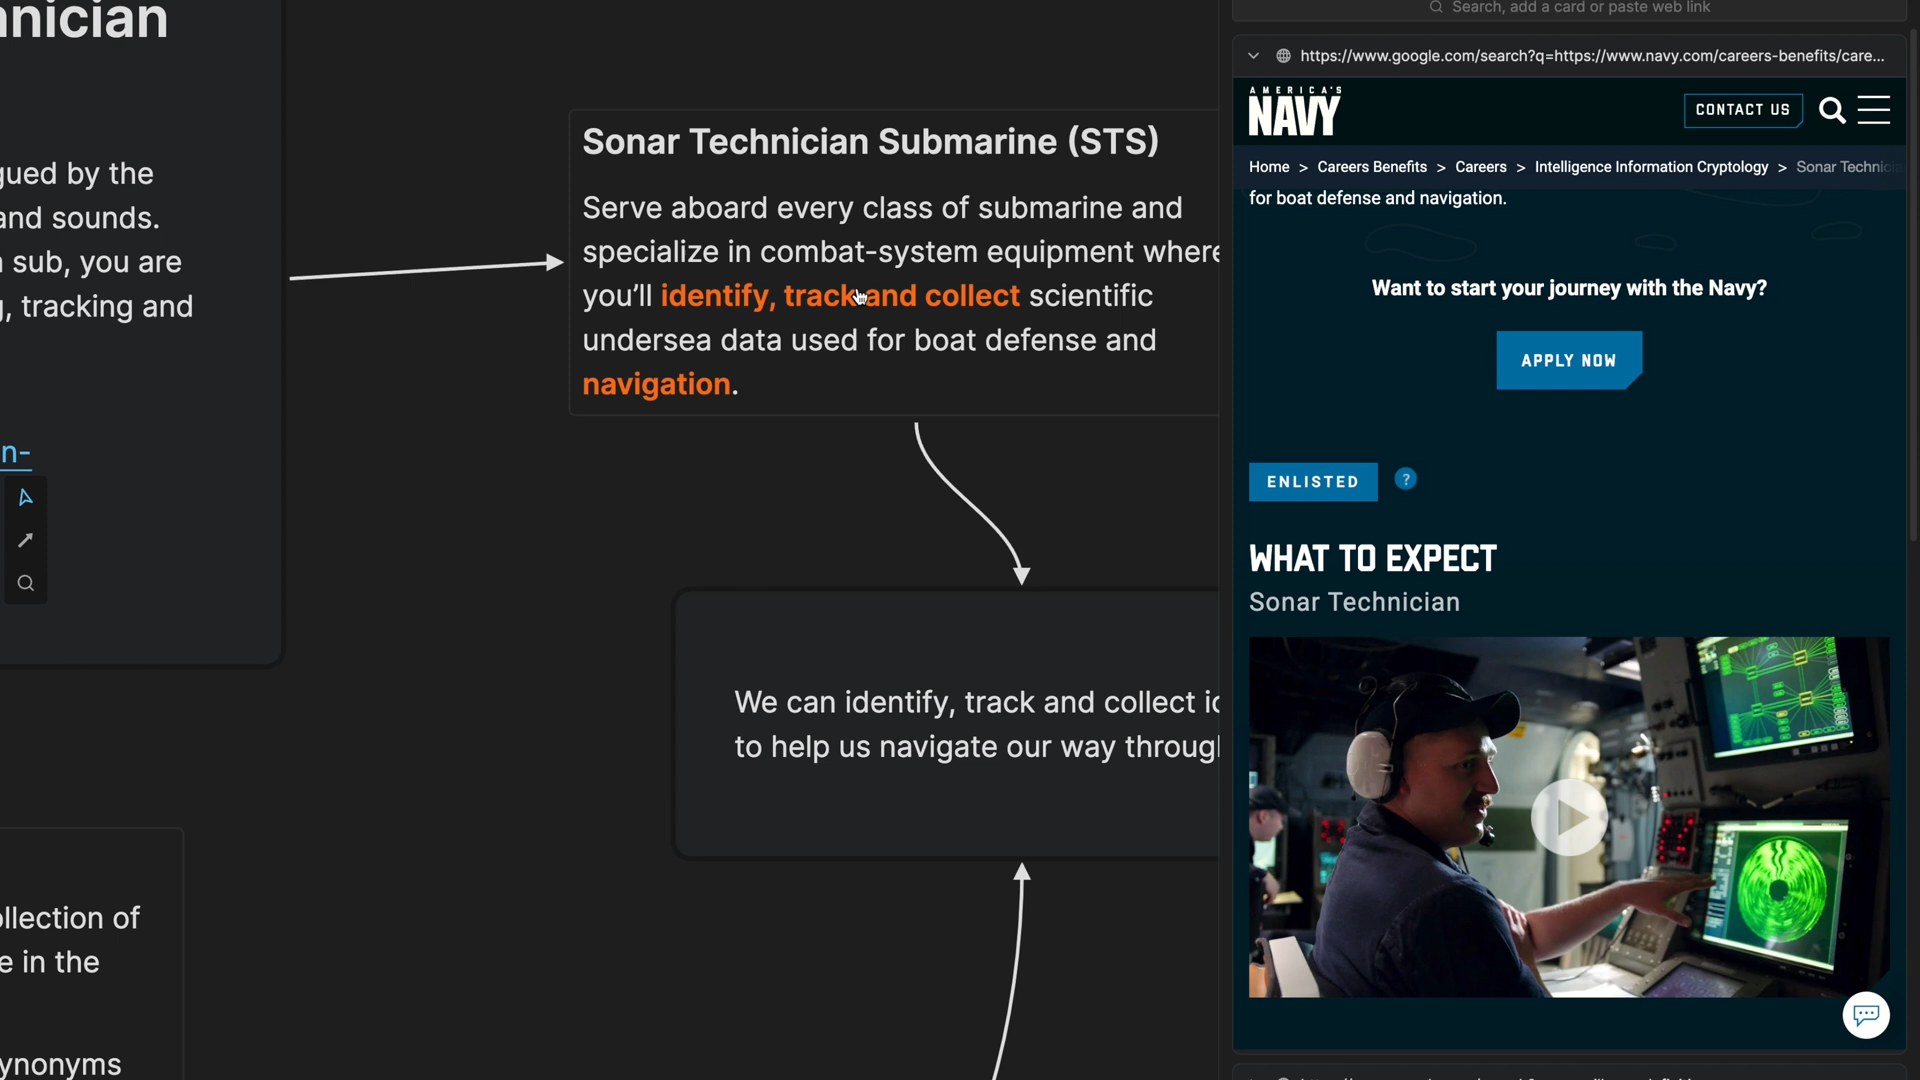 nician
gued by the
and sounds.
sub, you are
, tracking and
n-
Sonar Technician Submarine (STS)
Serve aboard every class of submarine and
specialize in combat-system equipment where
you’ll identify, track and collect scientific
undersea data used for boat defense and
navigation.
We can identify, track and collect
to help us navigate our way through
ollection of
e in the
ynonyms
Search, add a card or paste web link
https://www.google.com/search?q=https://www.navy.com/careers-benefits/care...
AMERICA'S
NAVY
CONTACT US
Home > Careers Benefits > Careers > Intelligence Information Cryptology > Sonar Technicia
for boat defense and navigation.
Want to start your journey with the Navy?
APPLY NOW
ENLISTED ?
WHAT TO EXPECT
Sonar Technician